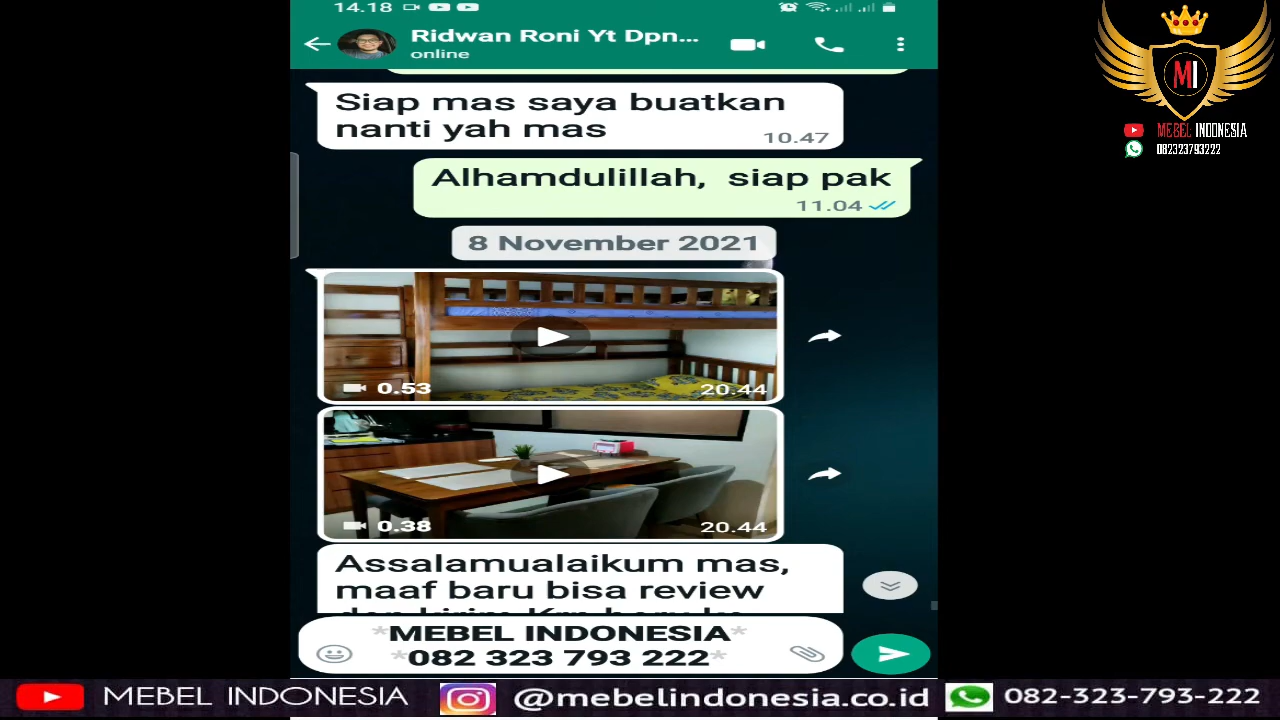 14.18
Ridwan Roni Yt Dpn...
online
Siap mas saya buatkan
nanti yah mas
10.47
Alhamdulillah, siap pak
11.04
8 November 2021
0.53
20.44
0.38
20.44
Assalamualaikum mas,
maaf baru bisa review
*MEBEL INDONESIA*
*082 323 793 222*
MI
MEBEL INDONESIA
082323793222
MEBEL INDONESIA
@mebelindonesia.co.id
082-323-793-222